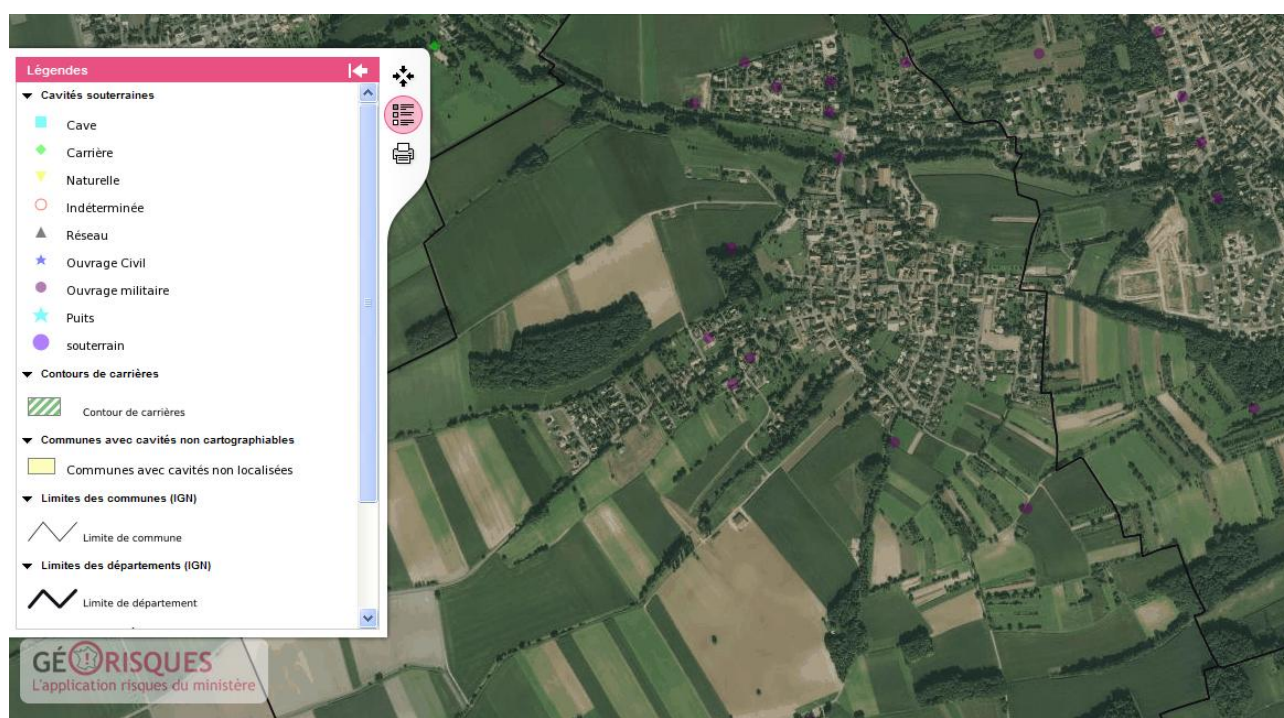 Légendes
Cavités souterraines
Cave
Carrière
Naturelle
Indéterminée
Réseau
Ouvrage Civil
Ouvrage militaire
Puits
souterrain
Contours de carrières
Contour de carrières
Communes avec cavités non cartographiables
Communes avec cavités non localisées
Limites des communes (IGN)
Limite de commune
Limites des départements (IGN)
Limite de département
GÉORISQUES
L'application risques du ministère